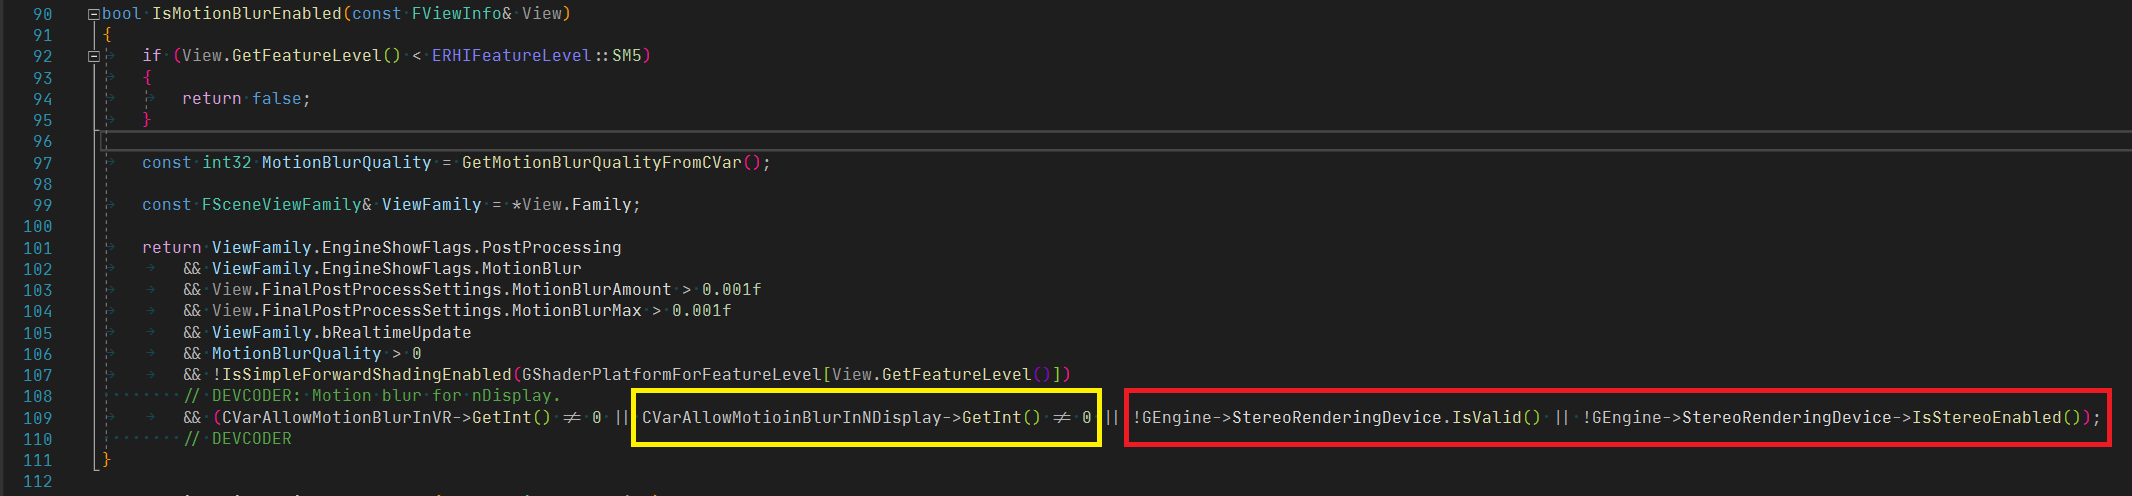 90 bool IsMotionBlurEnabled(const FViewInfo& View)
91 {
92 if (View.GetFeatureLevel() < ERHIFeatureLevel::SM5)
93 {
94 return false;
95 }
96
97 const int32 MotionBlurQuality = GetMotionBlurQualityFromCVar();
98
99 const FSceneViewFamily& ViewFamily = *View.Family;
100
101 return ViewFamily.EngineShowFlags.PostProcessing
102 && ViewFamily.EngineShowFlags.MotionBlur
103 && View.FinalPostProcessSettings.MotionBlurAmount > 0.001f
104 && View.FinalPostProcessSettings.MotionBlurMax > 0.001f
105 && ViewFamily.bRealtimeUpdate
106 && MotionBlurQuality > 0
107 && !IsSimpleForwardShadingEnabled(GShaderPlatformForFeatureLevel[View.GetFeatureLevel()])
108 // DEVCODER: Motion blur for nDisplay.
109 && (CVarAllowMotionBlurInVR->GetInt() != 0 || CVarAllowMotioinBlurInNDisplay->GetInt() != 0 || !GEngine->StereoRenderingDevice.IsValid() || !GEngine->StereoRenderingDevice->IsStereoEnabled());
110 // DEVCODER
111 }
112